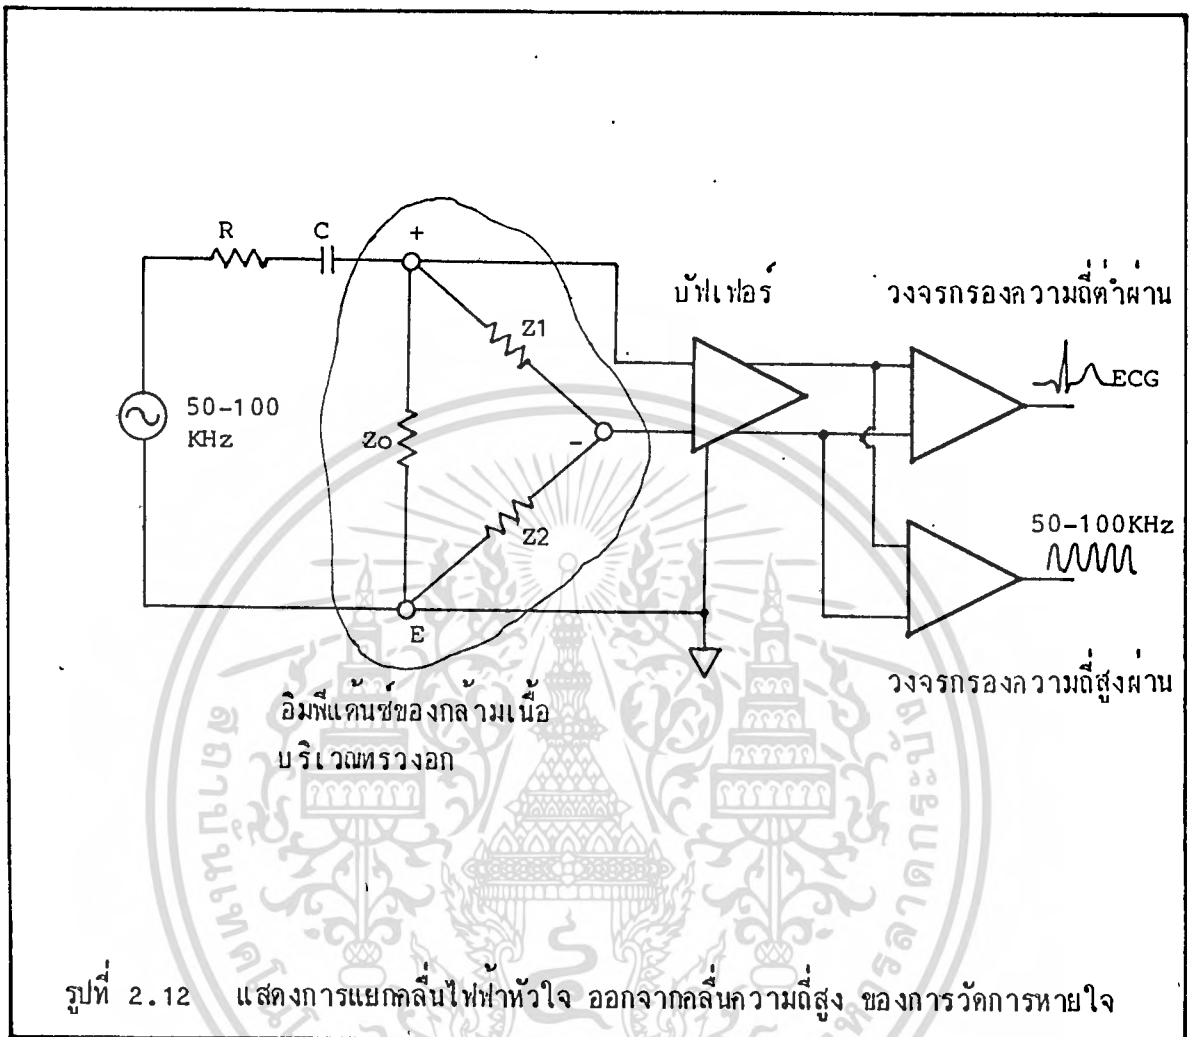 R
C
+
บัฟเฟอร์
วงจรกรองความถี่ต่ำผ่าน
Z1
ECG
50-100
KHz
Zo
-
Z2
50-100KHz
E
วงจรกรองความถี่สูงผ่าน
อิมพีแด้นซ์ของกล้ามเนื้อ
บริเวณทรวงอก
รูปที่ 2.12 แสดงการแยกคลื่นไฟฟ้าหัวใจ ออกจากคลื่นความถี่สูง ของการวัดการหายใจ